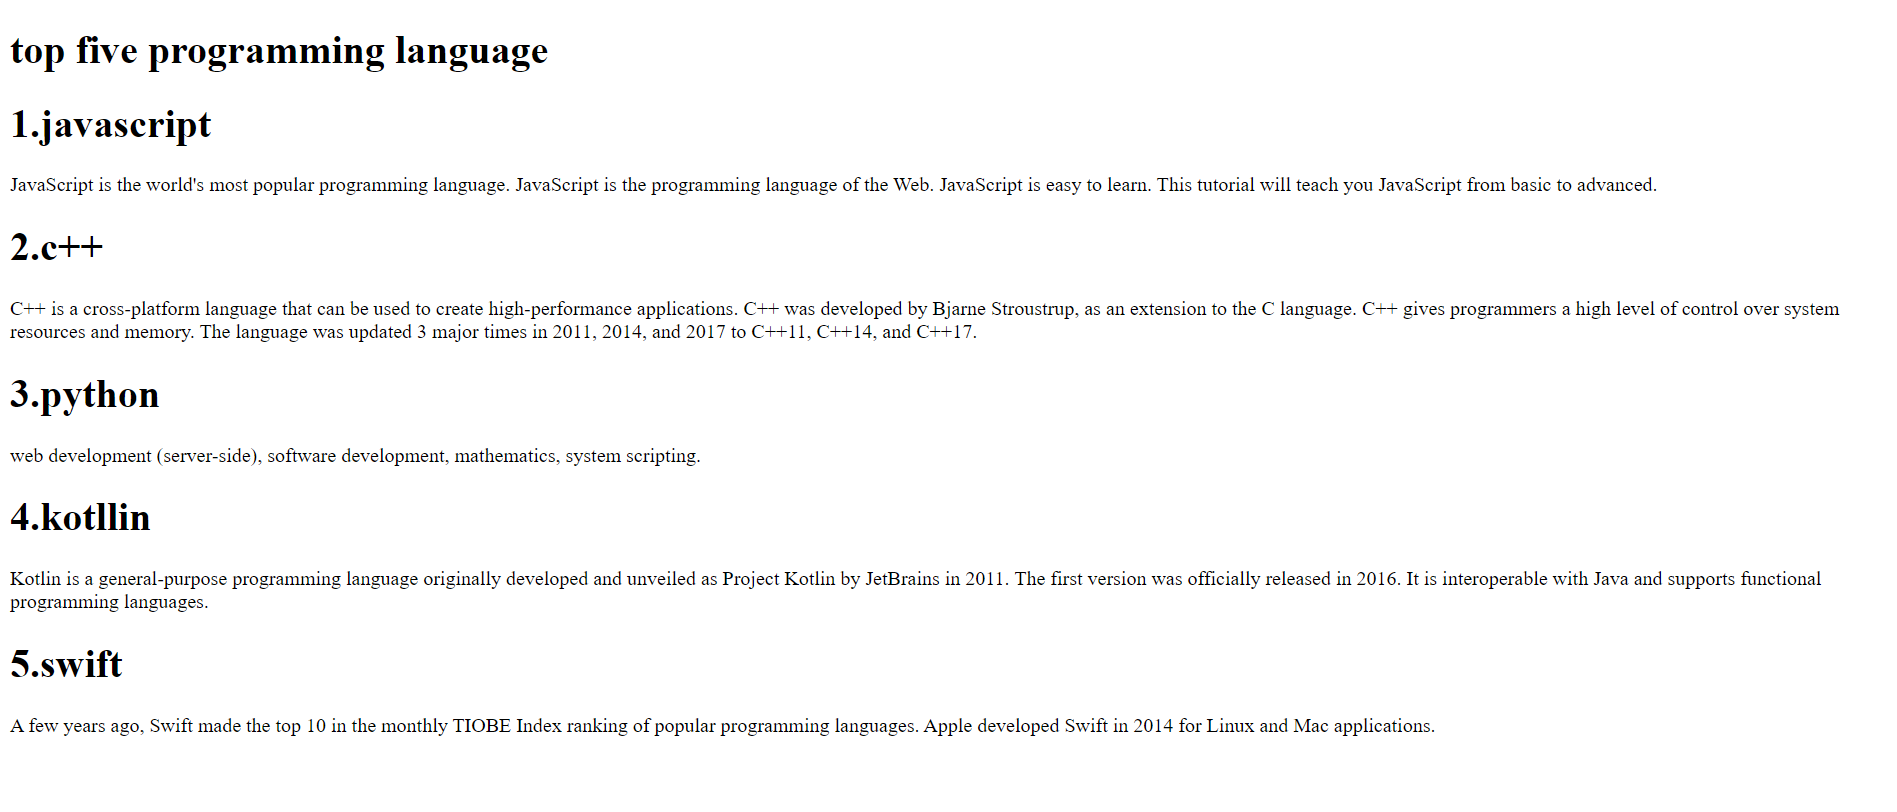 top five programming language
1.javascript
JavaScript is the world's most popular programming language. JavaScript is the programming language of the Web. JavaScript is easy to learn. This tutorial will teach you JavaScript from basic to advanced.
2.c++
C++ is a cross-platform language that can be used to create high-performance applications. C++ was developed by Bjarne Stroustrup, as an extension to the C language. C++ gives programmers a high level of control over system
resources and memory. The language was updated 3 major times in 2011, 2014, and 2017 to C++11, C++14, and C++17.
3.python
web development (server-side), software development, mathematics, system scripting.
4.kotllin
Kotlin is a general-purpose programming language originally developed and unveiled as Project Kotlin by JetBrains in 2011. The first version was officially released in 2016. It is interoperable with Java and supports functional
programming languages.
5.swift
A few years ago, Swift made the top 10 in the monthly TIOBE Index ranking of popular programming languages. Apple developed Swift in 2014 for Linux and Mac applications.